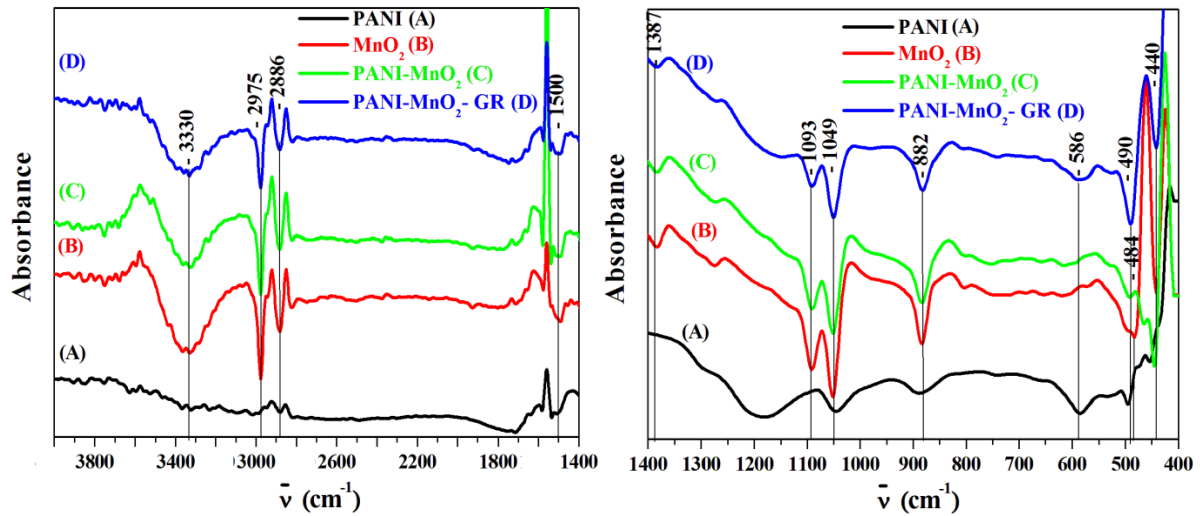 PANI (A)
MnO₂ (B)
PANI-MnO₂ (C)
PANI-MnO₂- GR (D)
(D)
(C)
(B)
(A)
- 3330
- 2975
- 2886
- 1500
Absorbance
3800 3400 3000 2600 2200 1800 1400
ν̄ (cm⁻¹)
PANI (A)
MnO₂ (B)
PANI-MnO₂ (C)
PANI-MnO₂- GR (D)
(D)
(C)
(B)
(A)
1387
1093
1049
- 882
- 586
- 490
- 484
- 440
Absorbance
1400 1300 1200 1100 1000 900 800 700 600 500 400
ν̄ (cm⁻¹)